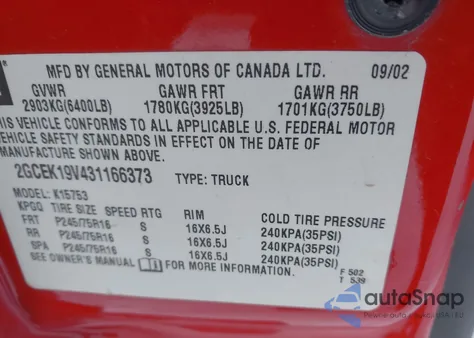 MFD BY GENERAL MOTORS OF CANADA LTD. 09/02
GVWR GAWR FRT GAWR RR
2903KG(6400LB) 1780KG(3925LB) 1701KG(3750LB)
THIS VEHICLE CONFORMS TO ALL APPLICABLE U.S. FEDERAL MOTOR
VEHICLE SAFETY STANDARDS IN EFFECT ON THE DATE OF
MANUFACTURE SHOWN ABOVE.
2GCEK19V431166373 TYPE: TRUCK
MODEL: K15753
KPGQ TIRE SIZE SPEED RTG RIM COLD TIRE PRESSURE
FRT P245/75R16 S 16X6.5J 240KPA(35PSI)
RR P245/75R16 S 16X6.5J 240KPA(35PSI)
SPA P245/75R16 S 16X6.5J 240KPA(35PSI)
SEE OWNER'S MANUAL FOR MORE INFORMATION.
F 502
T 539
autoSnap